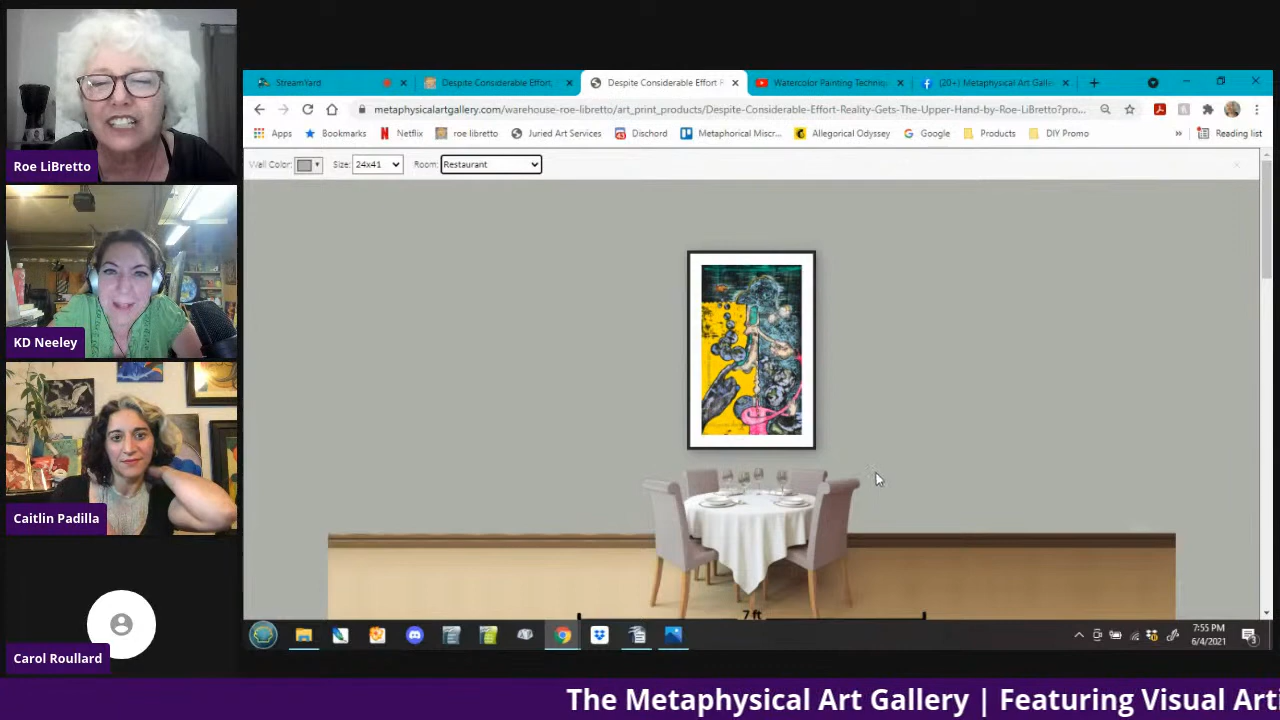 Roe LiBretto
KD Neeley
Caitlin Padilla
Carol Roullard
StreamYard
Despite Considerable Effort,
Despite Considerable Effort R
Watercolor Painting Techniqu
(20+) Metaphysical Art Galle
metaphysicalartgallery.com/warehouse-roe-libretto/art_print_products/Despite-Considerable-Effort-Reality-Gets-The-Upper-Hand-by-Roe-LiBretto?pro...
Apps Bookmarks Netflix roe libretto Juried Art Services Dischord Metaphorical Miscr... Allegorical Odyssey Google Products DIY Promo » Reading list
Wall Color: Size: 24x41 Room: Restaurant
7 ft
7:55 PM
6/4/2021
3
The Metaphysical Art Gallery | Featuring Visual Arti